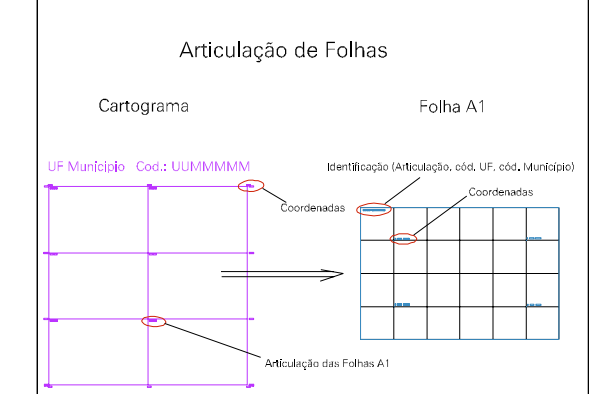 Articulação de Folhas
Cartograma
Folha A1
UF Municipio Cod.: UUMMMMM
Identificação (Articulação, cód. UF, cód. Município)
Coordenadas
Coordenadas
Articulação das Folhas A1